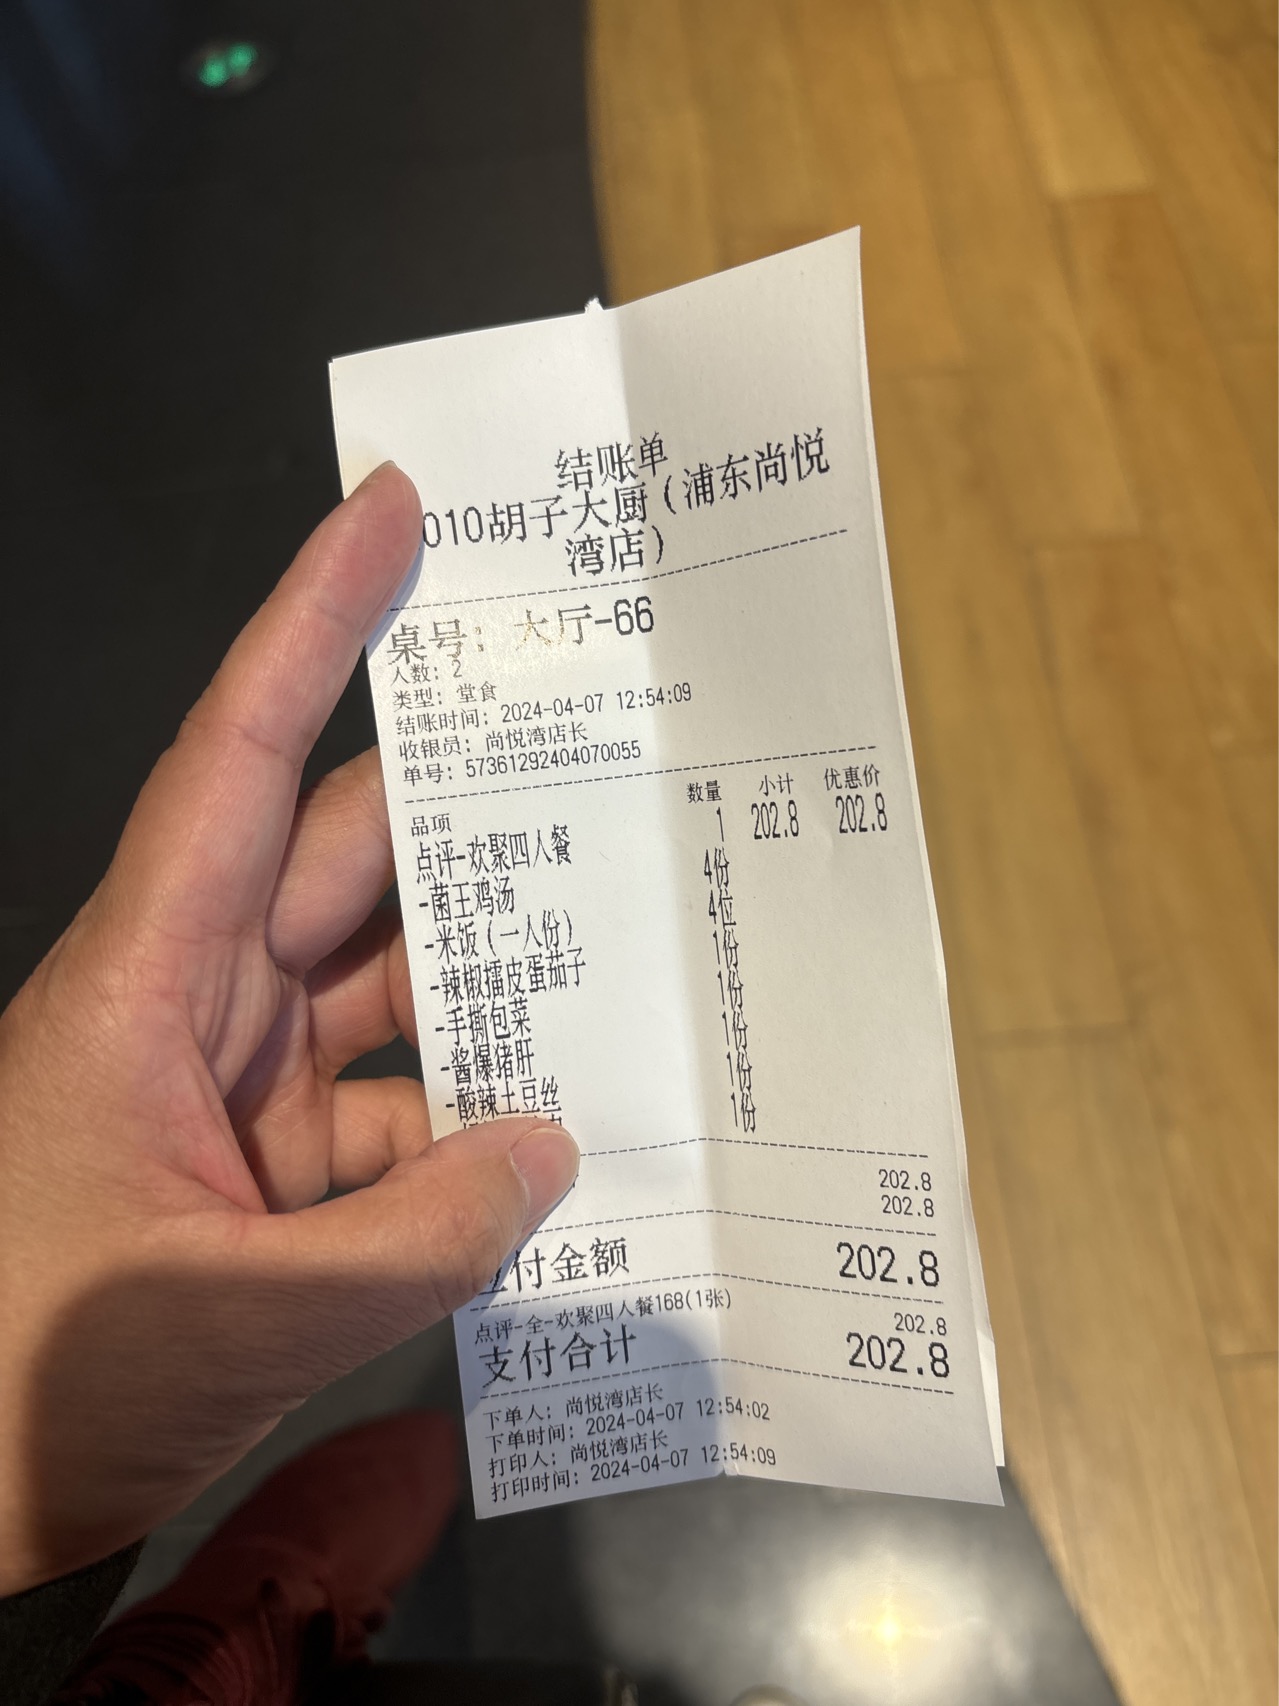 结账单
010胡子大厨(浦东尚悦
湾店)
桌号: 大厅-66
人数: 2
类型: 堂食
结账时间: 2024-04-07 12:54:09
收银员: 尚悦湾店长
单号: 573612924040​70055
品项 数量 小计 优惠价
点评-欢聚四人餐 1 202.8 202.8
-菌王鸡汤 4份
-米饭(一人份) 4位
-辣椒擂皮蛋茄子 1份
-手撕包菜 1份
-酱爆猪肝 1份
-酸辣土豆丝 1份
1份
202.8
202.8
付金额 202.8
点评-全-欢聚四人餐168(1张) 202.8
支付合计 202.8
下单人: 尚悦湾店长
下单时间: 2024-04-07 12:54:02
打印人: 尚悦湾店长
打印时间: 2024-04-07 12:54:09